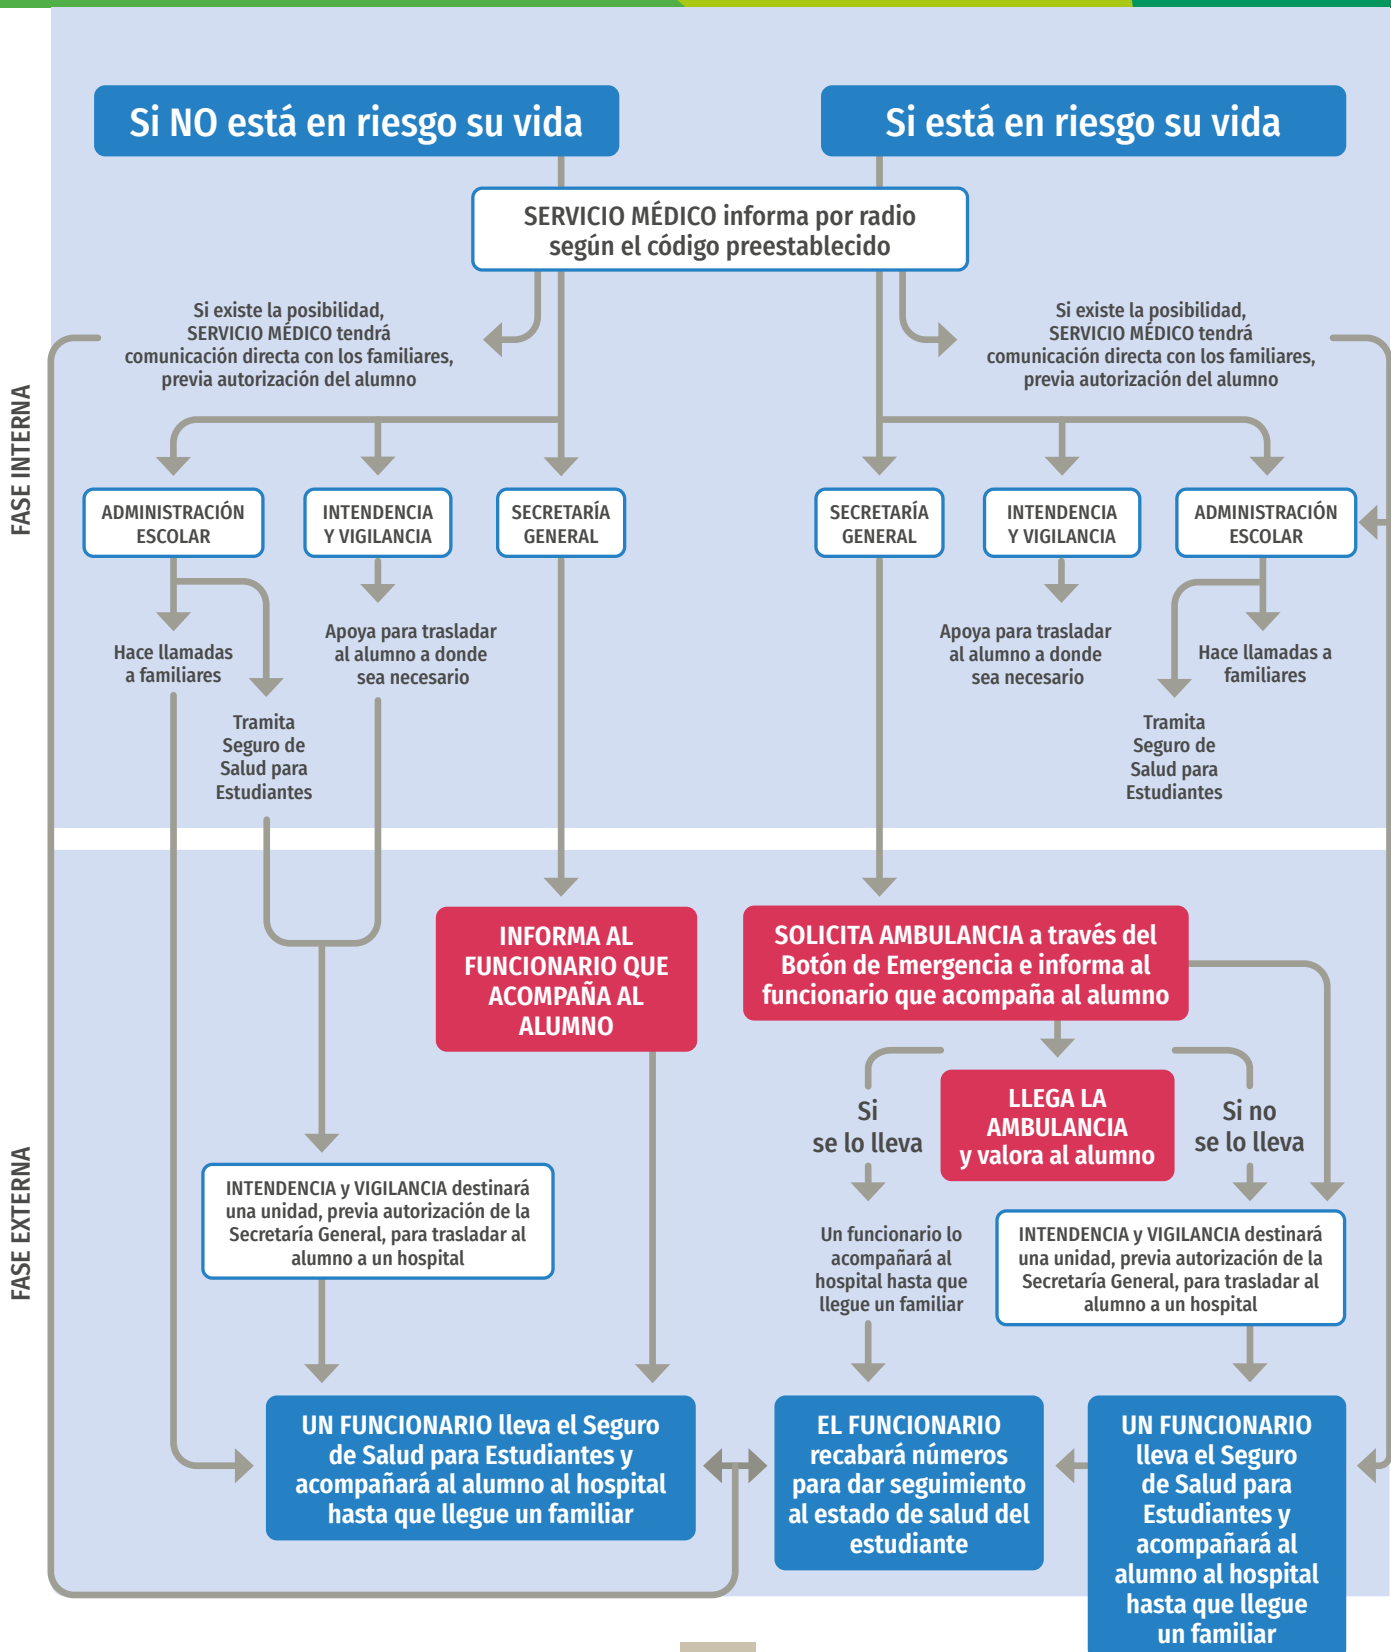 Si NO está en riesgo su vida
Si está en riesgo su vida
SERVICIO MÉDICO informa por radio
según el código preestablecido
Si existe la posibilidad,
SERVICIO MÉDICO tendrá
comunicación directa con los familiares,
previa autorización del alumno
Si existe la posibilidad,
SERVICIO MÉDICO tendrá
comunicación directa con los familiares,
previa autorización del alumno
FASE INTERNA
ADMINISTRACIÓN
ESCOLAR
INTENDENCIA
Y VIGILANCIA
SECRETARÍA
GENERAL
SECRETARÍA
GENERAL
INTENDENCIA
Y VIGILANCIA
ADMINISTRACIÓN
ESCOLAR
Hace llamadas
a familiares
Apoya para trasladar
al alumno a donde
sea necesario
Apoya para trasladar
al alumno a donde
sea necesario
Hace llamadas a
familiares
Tramita
Seguro de
Salud para
Estudiantes
Tramita
Seguro de
Salud para
Estudiantes
FASE EXTERNA
INFORMA AL
FUNCIONARIO QUE
ACOMPAÑA AL
ALUMNO
SOLICITA AMBULANCIA a través del
Botón de Emergencia e informa al
funcionario que acompaña al alumno
Si
se lo lleva
LLEGA LA
AMBULANCIA
y valora al alumno
Si no
se lo lleva
INTENDENCIA y VIGILANCIA destinará
una unidad, previa autorización de la
Secretaría General, para trasladar al
alumno a un hospital
Un funcionario lo
acompañará al
hospital hasta que
llegue un familiar
INTENDENCIA y VIGILANCIA destinará
una unidad, previa autorización de la
Secretaría General, para trasladar al
alumno a un hospital
UN FUNCIONARIO lleva el Seguro
de Salud para Estudiantes y
acompañará al alumno al hospital
hasta que llegue un familiar
EL FUNCIONARIO
recabará números
para dar seguimiento
al estado de salud del
estudiante
UN FUNCIONARIO
lleva el Seguro
de Salud para
Estudiantes y
acompañará al
alumno al hospital
hasta que llegue
un familiar